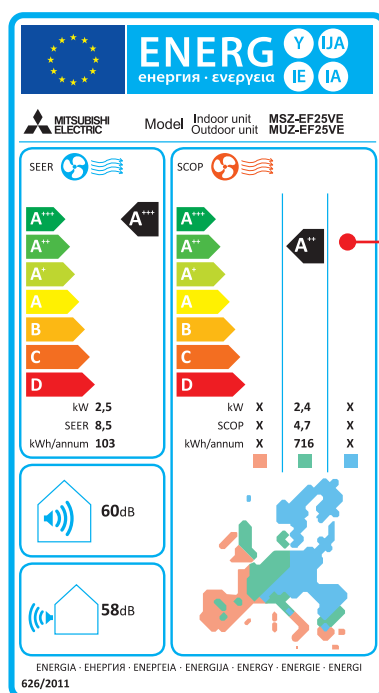 ENERG Y IJA
енергия · ενεργεια IE IA
MITSUBISHI
ELECTRIC
Model Indoor unit MSZ-EF25VE
Outdoor unit MUZ-EF25VE
SEER
A+++
A+++
A++
A+
A
B
C
D
kW 2,5
SEER 8,5
kWh/annum 103
SCOP
A+++
A++
A++
A+
A
B
C
D
kW X 2,4 X
SCOP X 4,7 X
kWh/annum X 716 X
60dB
58dB
ENERGIA · ЕНЕРГИЯ · ΕΝΕΡΓΕΙΑ · ENERGIJA · ENERGY · ENERGIE · ENERGI
626/2011